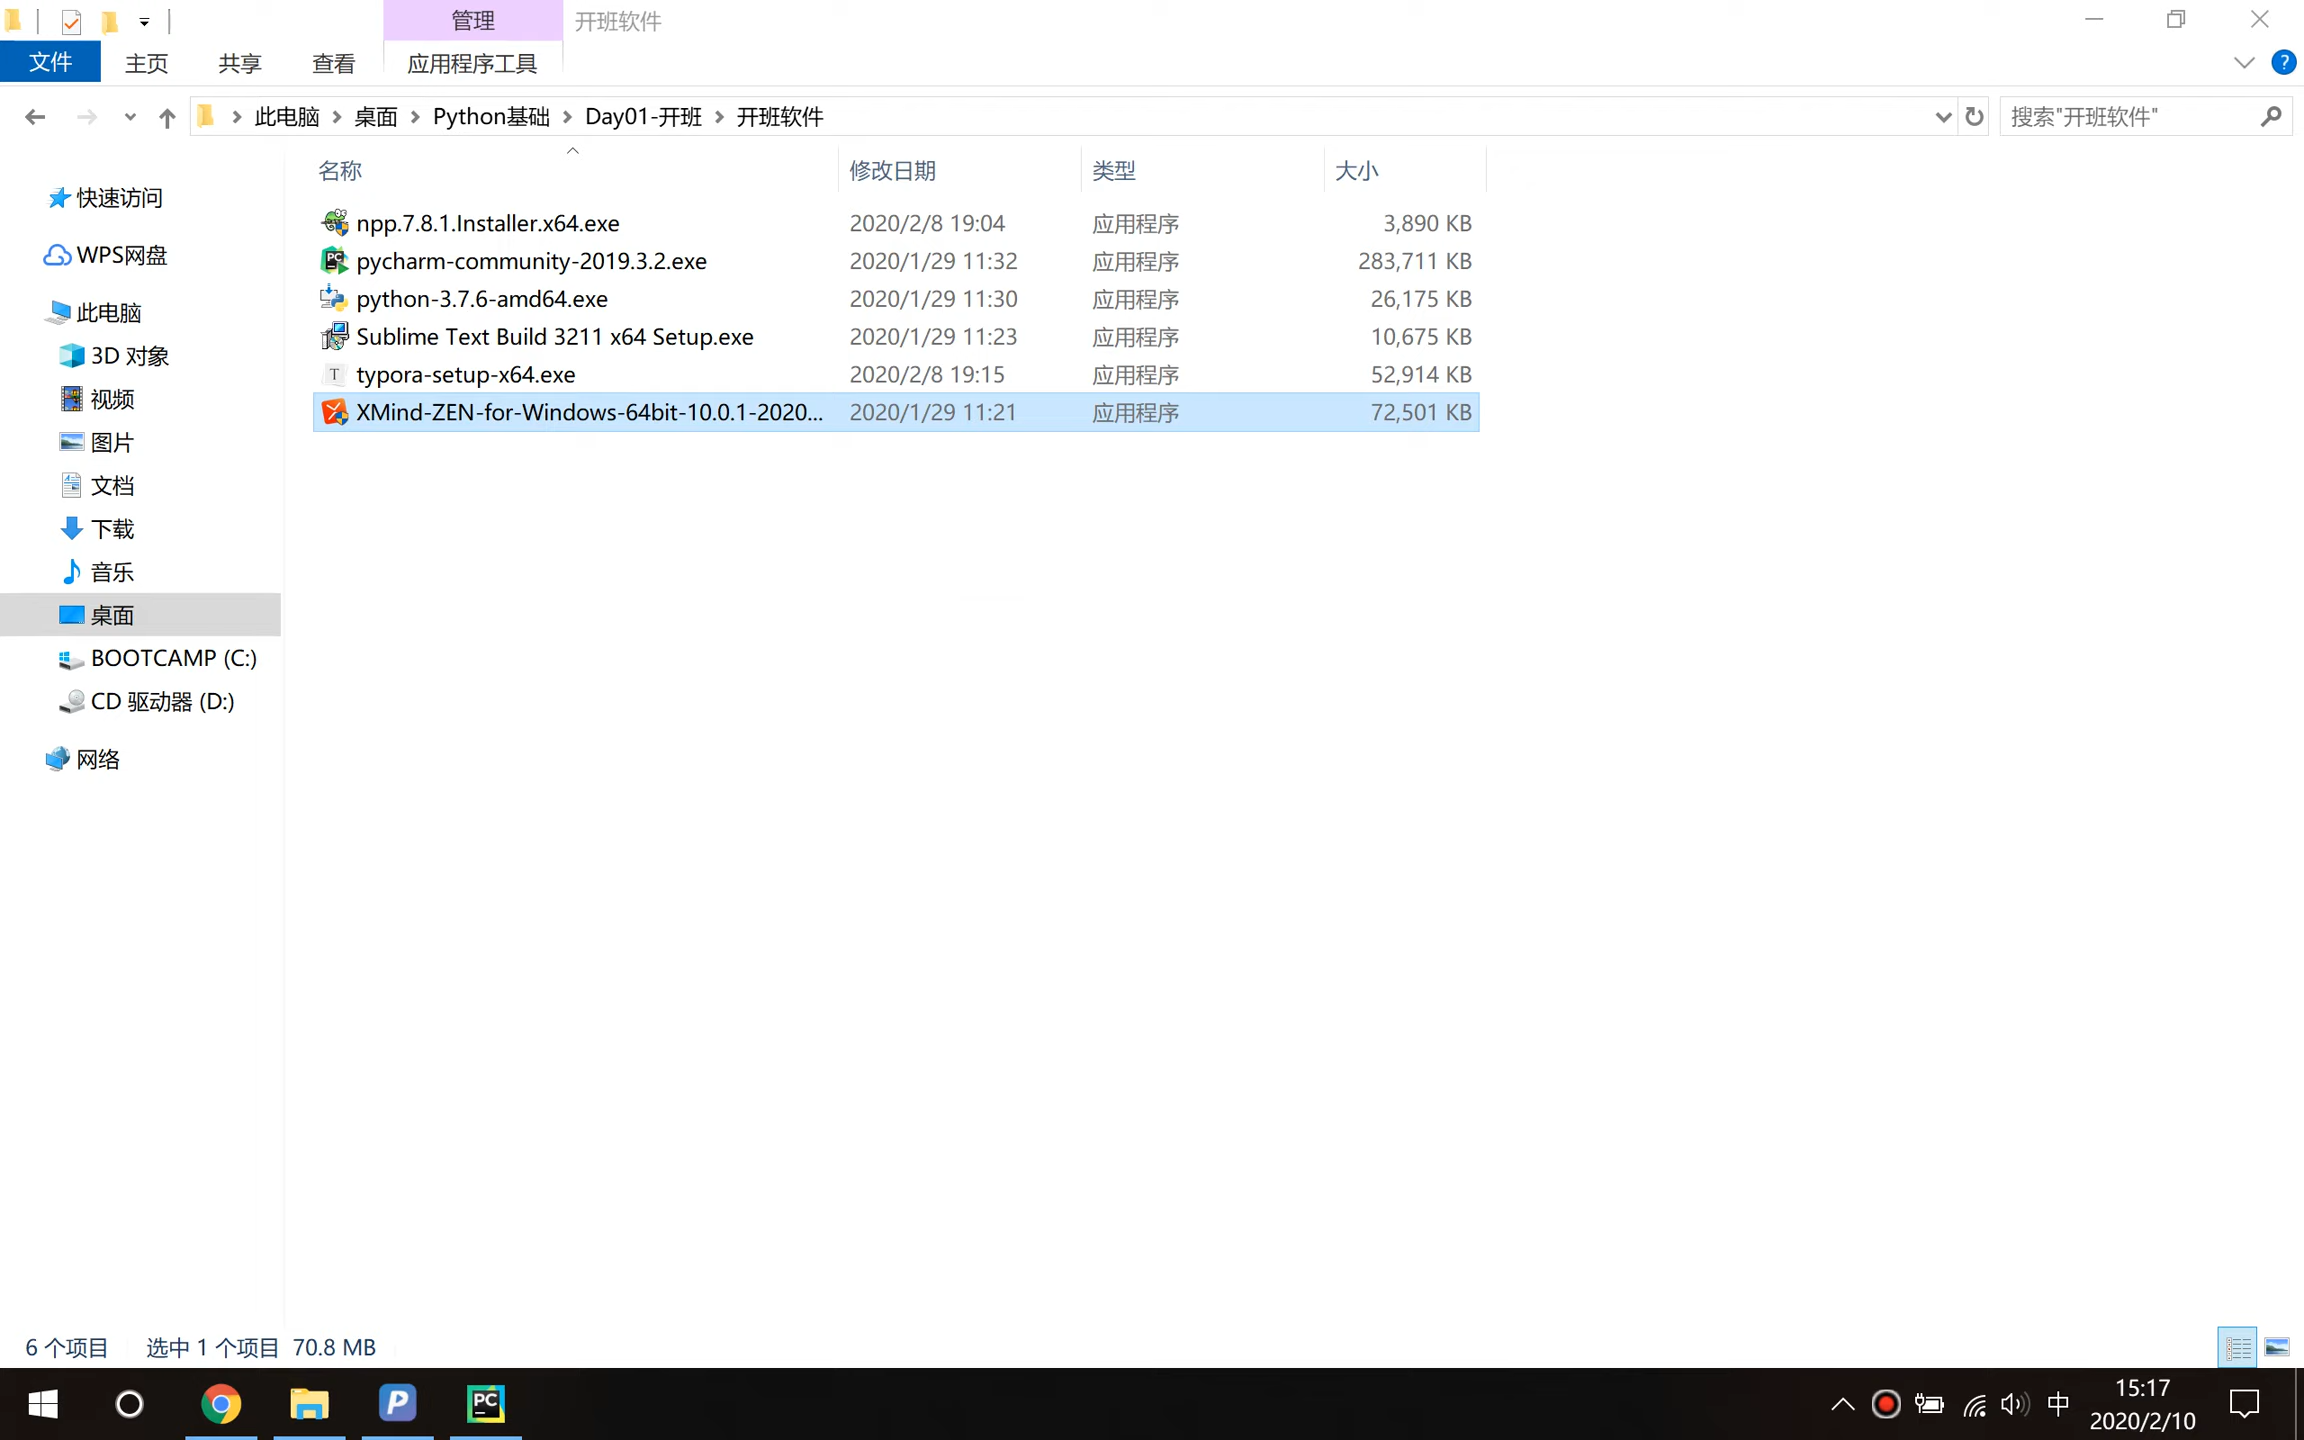 管理
开班软件
文件
主页
共享
查看
应用程序工具
此电脑
桌面
Python基础
Day01-开班
开班软件
搜索"开班软件"
名称
修改日期
类型
大小
npp.7.8.1.Installer.x64.exe 2020/2/8 19:04 应用程序 3,890 KB
pycharm-community-2019.3.2.exe 2020/1/29 11:32 应用程序 283,711 KB
python-3.7.6-amd64.exe 2020/1/29 11:30 应用程序 26,175 KB
Sublime Text Build 3211 x64 Setup.exe 2020/1/29 11:23 应用程序 10,675 KB
typora-setup-x64.exe 2020/2/8 19:15 应用程序 52,914 KB
XMind-ZEN-for-Windows-64bit-10.0.1-2020... 2020/1/29 11:21 应用程序 72,501 KB
快速访问
WPS网盘
此电脑
3D 对象
视频
图片
文档
下载
音乐
桌面
BOOTCAMP (C:)
CD 驱动器 (D:)
网络
6 个项目 选中 1 个项目 70.8 MB
中
15:17
2020/2/10